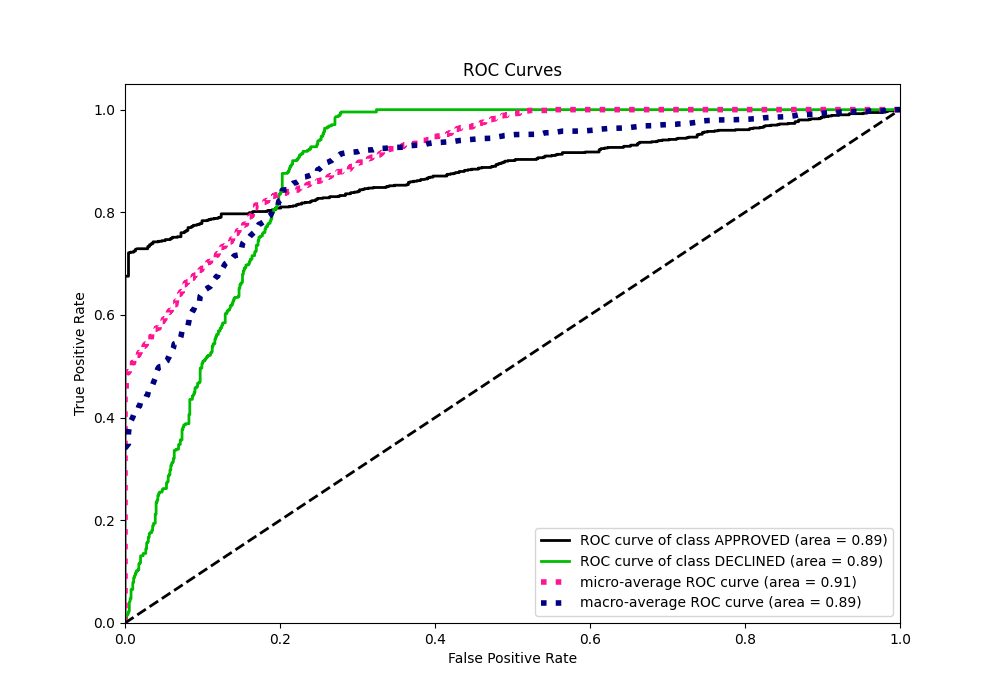 ROC Curves
True Positive Rate
1.0
0.8
0.6
0.4
0.2
0.0
0.0 0.2 0.4 0.6 0.8 1.0
False Positive Rate
ROC curve of class APPROVED (area = 0.89)
ROC curve of class DECLINED (area = 0.89)
micro-average ROC curve (area = 0.91)
macro-average ROC curve (area = 0.89)